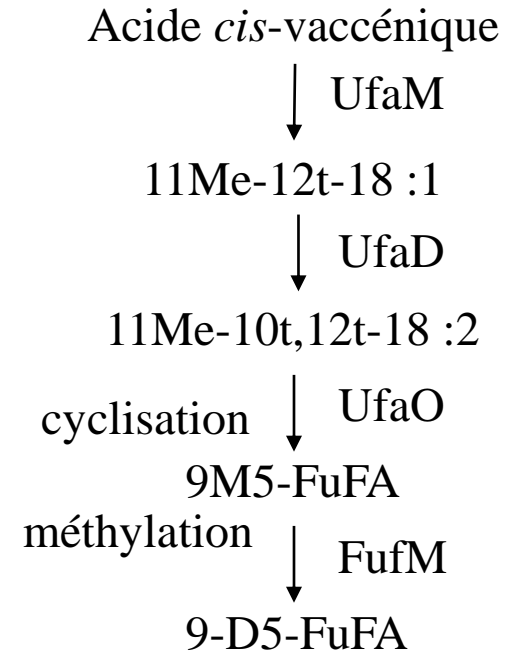 Acide cis-vaccénique
UfaM
11Me-12t-18 :1
UfaD
11Me-10t,12t-18 :2
cyclisation UfaO
9M5-FuFA
méthylation FufM
9-D5-FuFA